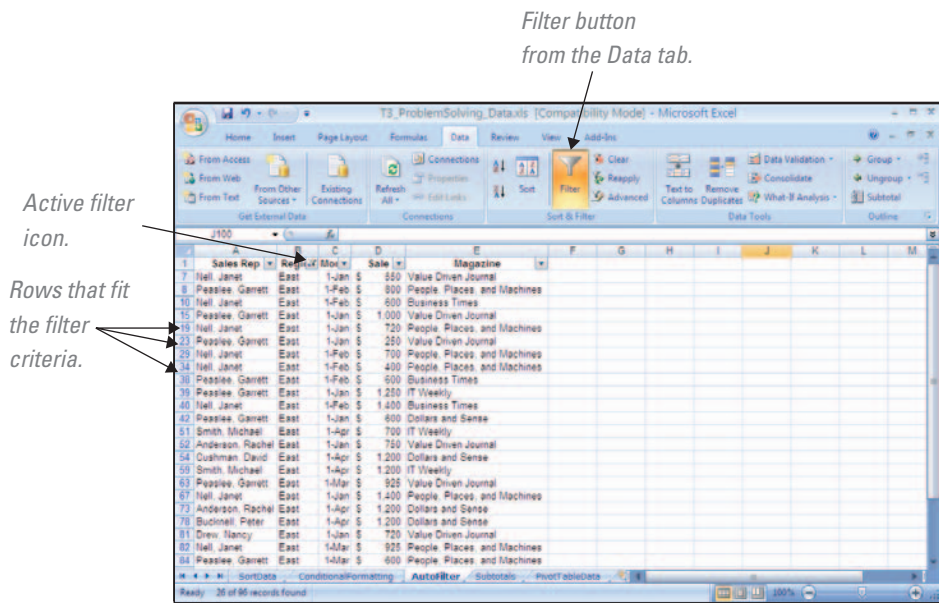 Filter button
from the Data tab.
T3_ProblemSolving_Data.xls [Compatibility Mode] - Microsoft Excel
Home Insert Page Layout Formulas Data Review View Add-Ins
From Access
From Web
From Text
From Other Sources
Existing Connections
Refresh All
Connections
Properties
Edit Links
Sort
Filter
Clear
Reapply
Advanced
Text to Columns
Remove Duplicates
Data Validation
Consolidate
What-If Analysis
Group
Ungroup
Subtotal
Get External Data Connections Sort & Filter Data Tools Outline
Active filter
icon.
Rows that fit
the filter
criteria.
J100 fx
A B C D E F G H I J K L M
1 Sales Rep Regi Mo Sale Magazine
7 Nell, Janet East 1-Jan $ 550 Value Driven Journal
8 Peaslee, Garrett East 1-Feb $ 800 People, Places, and Machines
10 Nell, Janet East 1-Feb $ 600 Business Times
15 Peaslee, Garrett East 1-Feb $ 1,000 Value Driven Journal
19 Nell, Janet East 1-Jan $ 720 People, Places, and Machines
23 Peaslee, Garrett East 1-Jan $ 250 Value Driven Journal
29 Nell, Janet East 1-Feb $ 700 People, Places, and Machines
34 Nell, Janet East 1-Feb $ 400 People, Places, and Machines
38 Peaslee, Garrett East 1-Feb $ 600 Business Times
39 Peaslee, Garrett East 1-Jan $ 1,250 IT Weekly
40 Nell, Janet East 1-Feb $ 1,400 Business Times
42 Peaslee, Garrett East 1-Jan $ 600 Dollars and Sense
51 Smith, Michael East 1-Apr $ 700 IT Weekly
52 Anderson, Rachel East 1-Jan $ 750 Value Driven Journal
54 Cushman, David East 1-Apr $ 1,200 Dollars and Sense
59 Smith, Michael East 1-Apr $ 1,200 IT Weekly
63 Peaslee, Garrett East 1-Mar $ 925 Value Driven Journal
67 Nell, Janet East 1-Jan $ 1,400 People, Places, and Machines
73 Anderson, Rachel East 1-Apr $ 1,200 Dollars and Sense
78 Bucknell, Peter East 1-Apr $ 1,200 Dollars and Sense
81 Drew, Nancy East 1-Jan $ 720 Value Driven Journal
82 Nell, Janet East 1-Mar $ 925 People, Places, and Machines
84 Peaslee, Garrett East 1-Mar $ 600 People, Places, and Machines
SortData ConditionalFormatting AutoFilter Subtotals PivotTableData
Ready 26 of 96 records found 100%